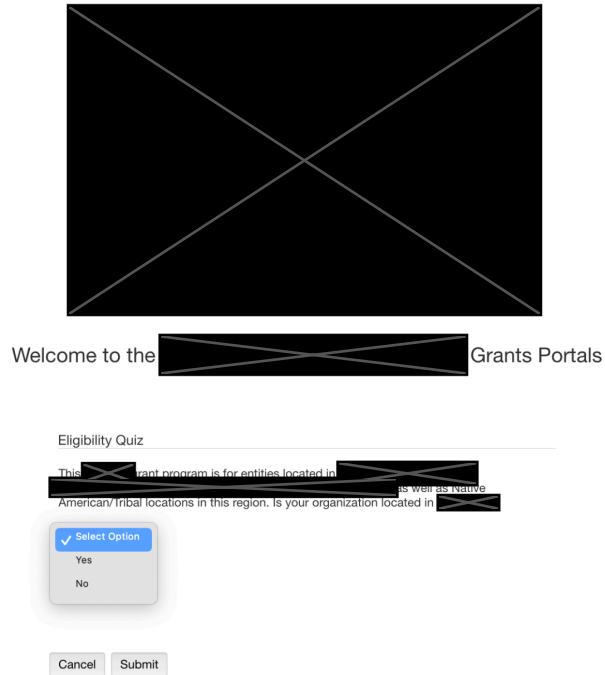 Welcome to the Grants Portals
Eligibility Quiz
This grant program is for entities located in
as well as Native
American/Tribal locations in this region. Is your organization located in
Select Option
Yes
No
Cancel Submit